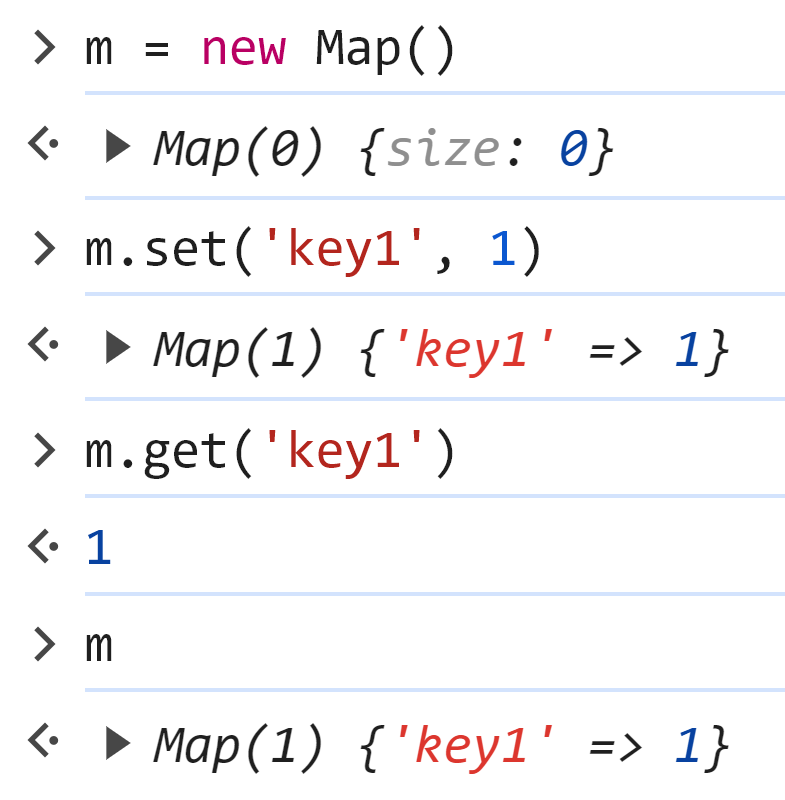 > m = new Map()
Map(0) {size: 0}
> m.set('key1', 1)
Map(1) {'key1' => 1}
> m.get('key1')
1
> m
Map(1) {'key1' => 1}